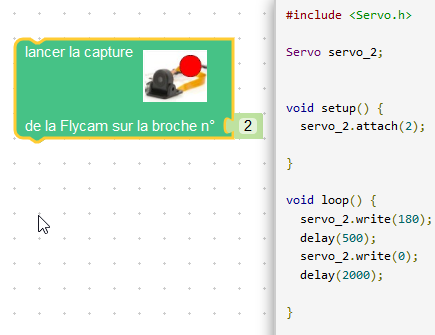 lancer la capture
de la Flycam sur la broche n° 2
#include <Servo.h>
Servo servo_2;
void setup() {
servo_2.attach(2);
}
void loop() {
servo_2.write(180);
delay(500);
servo_2.write(0);
delay(2000);
}